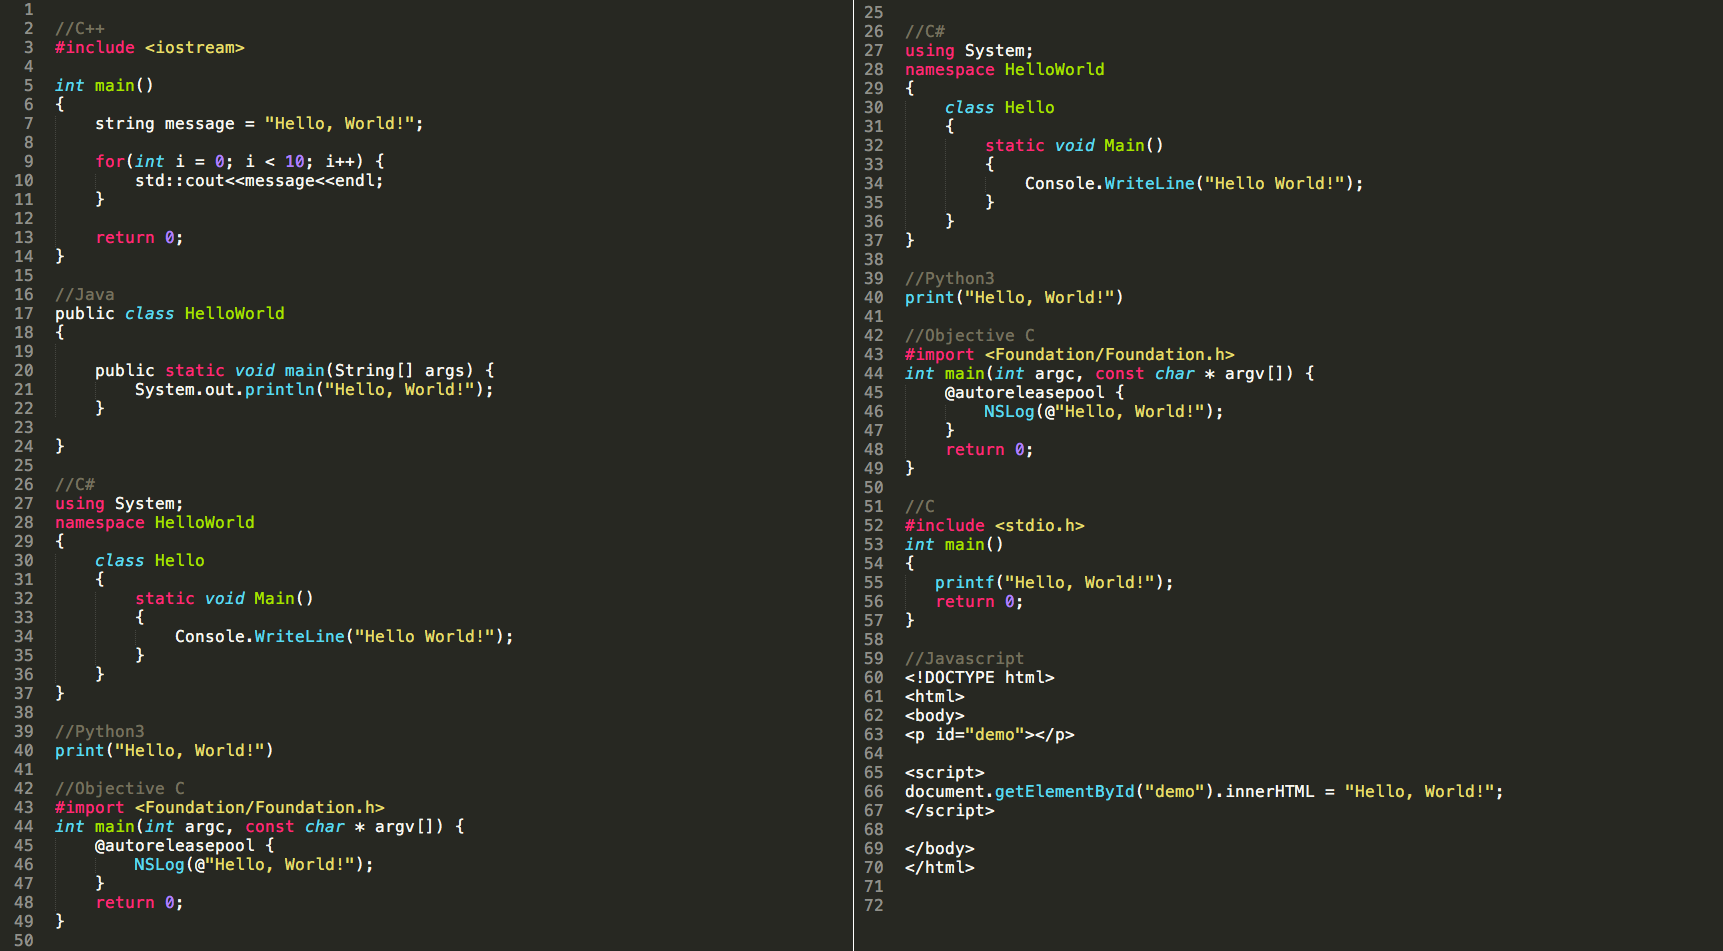 1
2 //C++
3 #include <iostream>
4
5 int main()
6 {
7     string message = "Hello, World!";
8
9     for(int i = 0; i < 10; i++) {
10         std::cout<<message<<endl;
11     }
12
13     return 0;
14 }
15
16 //Java
17 public class HelloWorld
18 {
19
20     public static void main(String[] args) {
21         System.out.println("Hello, World!");
22     }
23
24 }
25
26 //C#
27 using System;
28 namespace HelloWorld
29 {
30     class Hello
31     {
32         static void Main()
33         {
34             Console.WriteLine("Hello World!");
35         }
36     }
37 }
38
39 //Python3
40 print("Hello, World!")
41
42 //Objective C
43 #import <Foundation/Foundation.h>
44 int main(int argc, const char * argv[]) {
45     @autoreleasepool {
46         NSLog(@"Hello, World!");
47     }
48     return 0;
49 }
50
25
26 //C#
27 using System;
28 namespace HelloWorld
29 {
30     class Hello
31     {
32         static void Main()
33         {
34             Console.WriteLine("Hello World!");
35         }
36     }
37 }
38
39 //Python3
40 print("Hello, World!")
41
42 //Objective C
43 #import <Foundation/Foundation.h>
44 int main(int argc, const char * argv[]) {
45     @autoreleasepool {
46         NSLog(@"Hello, World!");
47     }
48     return 0;
49 }
50
51 //C
52 #include <stdio.h>
53 int main()
54 {
55    printf("Hello, World!");
56    return 0;
57 }
58
59 //Javascript
60 <!DOCTYPE html>
61 <html>
62 <body>
63 <p id="demo"></p>
64
65 <script>
66 document.getElementById("demo").innerHTML = "Hello, World!";
67 </script>
68
69 </body>
70 </html>
71
72